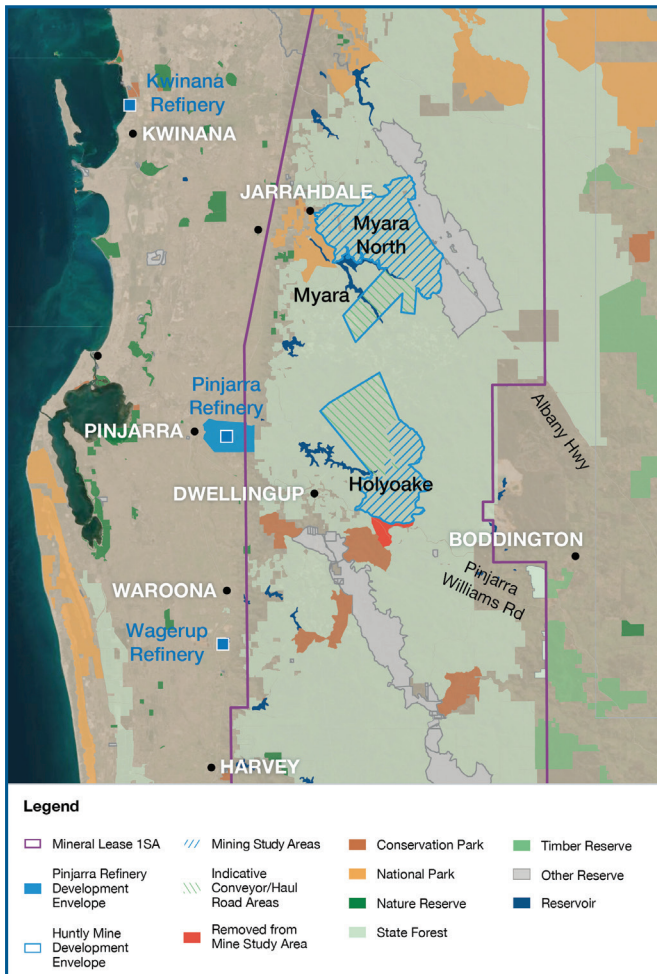 Kwinana
Refinery
KWINANA
JARRAHDALE
Myara
North
Myara
Pinjarra
Refinery
PINJARRA
Albany Hwy
Holyoake
DWELLINGUP
BODDINGTON
Pinjarra
Williams Rd
WAROONA
Wagerup
Refinery
HARVEY
Legend
Mineral Lease 1SA
Pinjarra Refinery
Development
Envelope
Huntly Mine
Development
Envelope
Mining Study Areas
Indicative
Conveyor/Haul
Road Areas
Removed from
Mine Study Area
Conservation Park
National Park
Nature Reserve
State Forest
Timber Reserve
Other Reserve
Reservoir